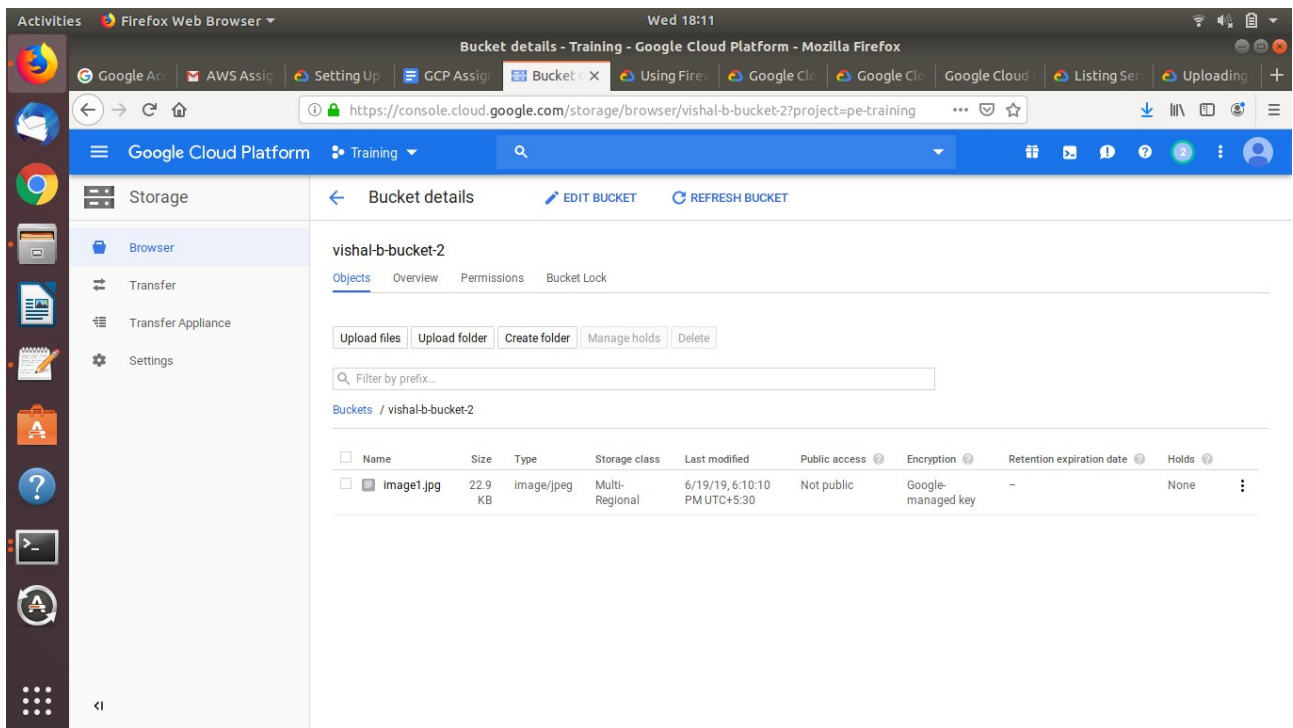 Activities Firefox Web Browser Wed 18:11
Bucket details - Training - Google Cloud Platform - Mozilla Firefox
Google Ac AWS Assig Setting Up GCP Assign Bucket Using Firew Google Clo Google Clo Google Cloud Listing Ser Uploading
https://console.cloud.google.com/storage/browser/vishal-b-bucket-2?project=pe-training
Google Cloud Platform Training 2
Storage Bucket details EDIT BUCKET REFRESH BUCKET
Browser
Transfer
Transfer Appliance
Settings
vishal-b-bucket-2
Objects Overview Permissions Bucket Lock
Upload files Upload folder Create folder Manage holds Delete
Filter by prefix...
Buckets / vishal-b-bucket-2
Name Size Type Storage class Last modified Public access Encryption Retention expiration date Holds
image1.jpg 22.9 image/jpeg Multi- 6/19/19, 6:10:10 Not public Google- – None
KB Regional PM UTC+5:30 managed key